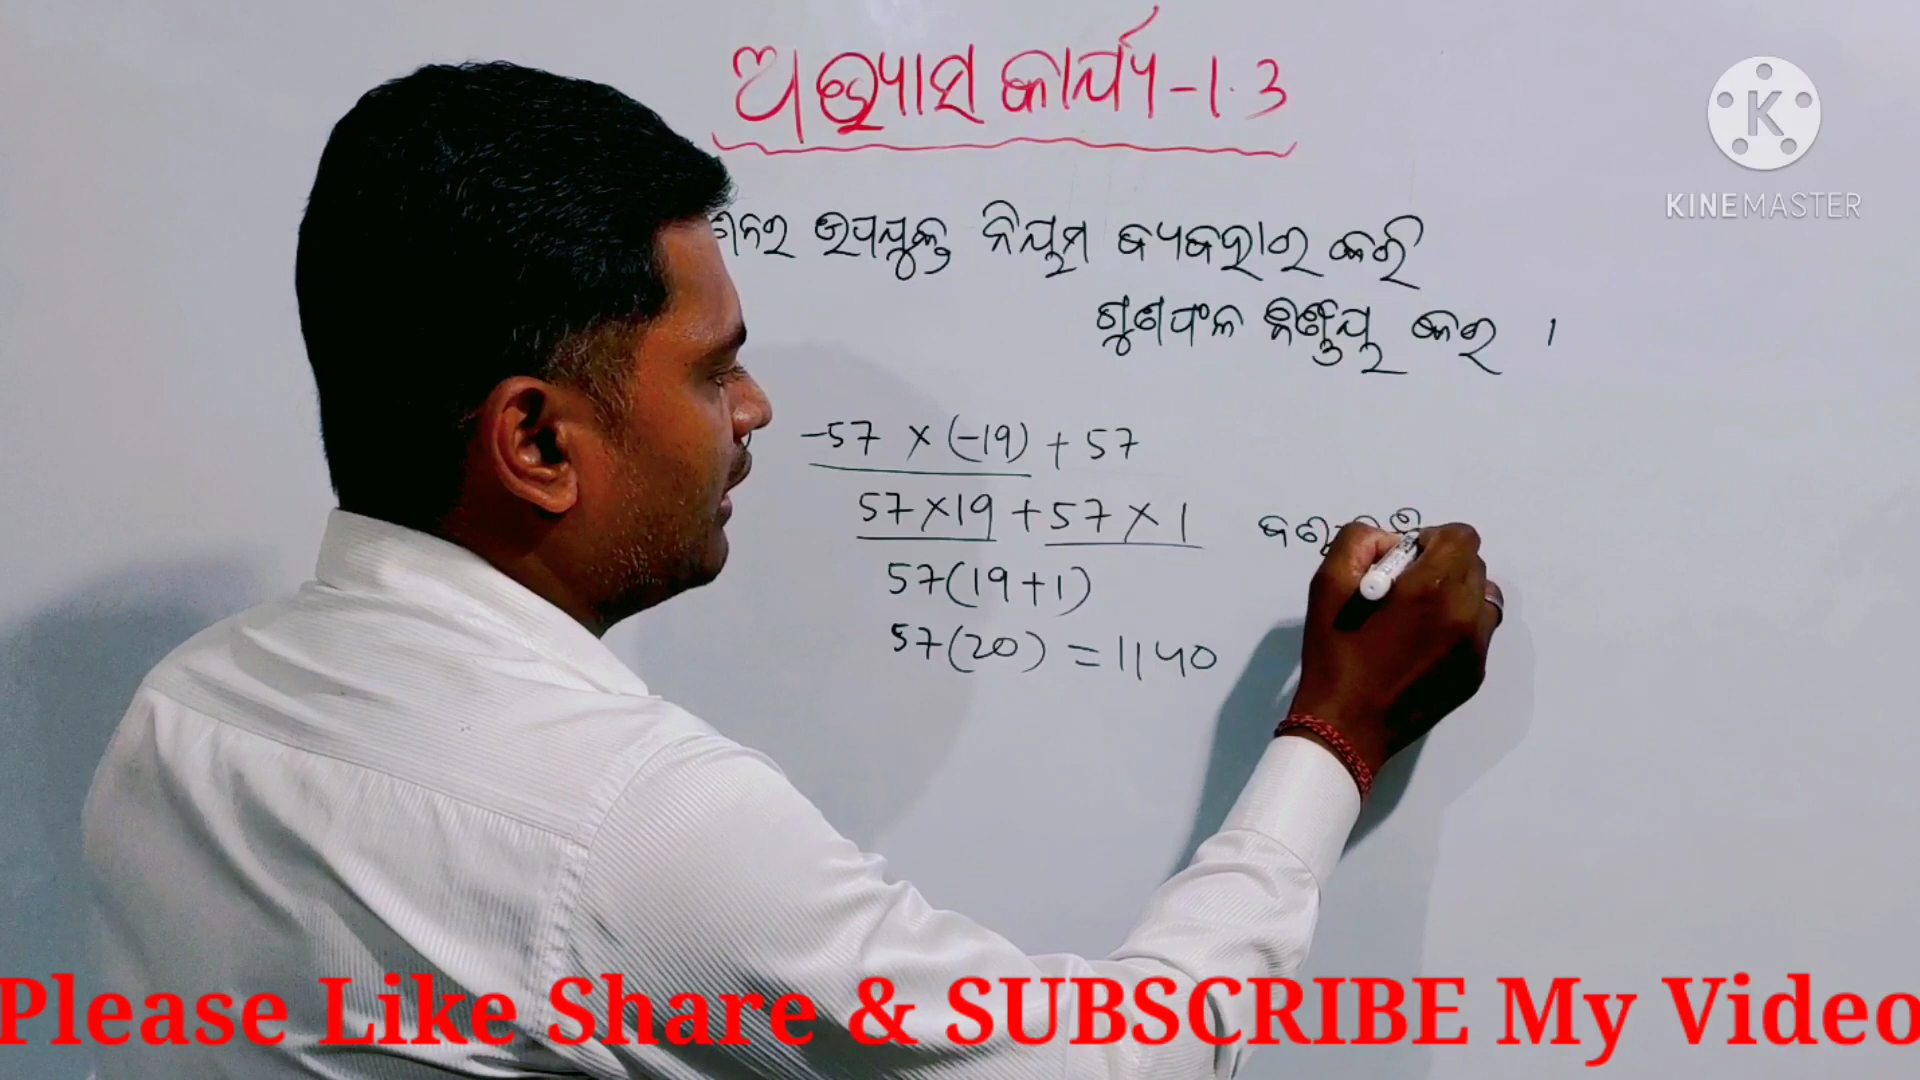 ଅଭ୍ୟାସ କାର୍ଯ୍ୟ -1.3
KINEMASTER
ଉପଯୁକ୍ତ ନିୟମ ବ୍ୟବହାର କରି
ଗୁଣଫଳ ନିର୍ଣ୍ଣୟ କର ।
-57 × (-19) + 57
57×19 + 57 × 1
57(19+1)
57(20) = 1140
Please Like Share & SUBSCRIBE My Video